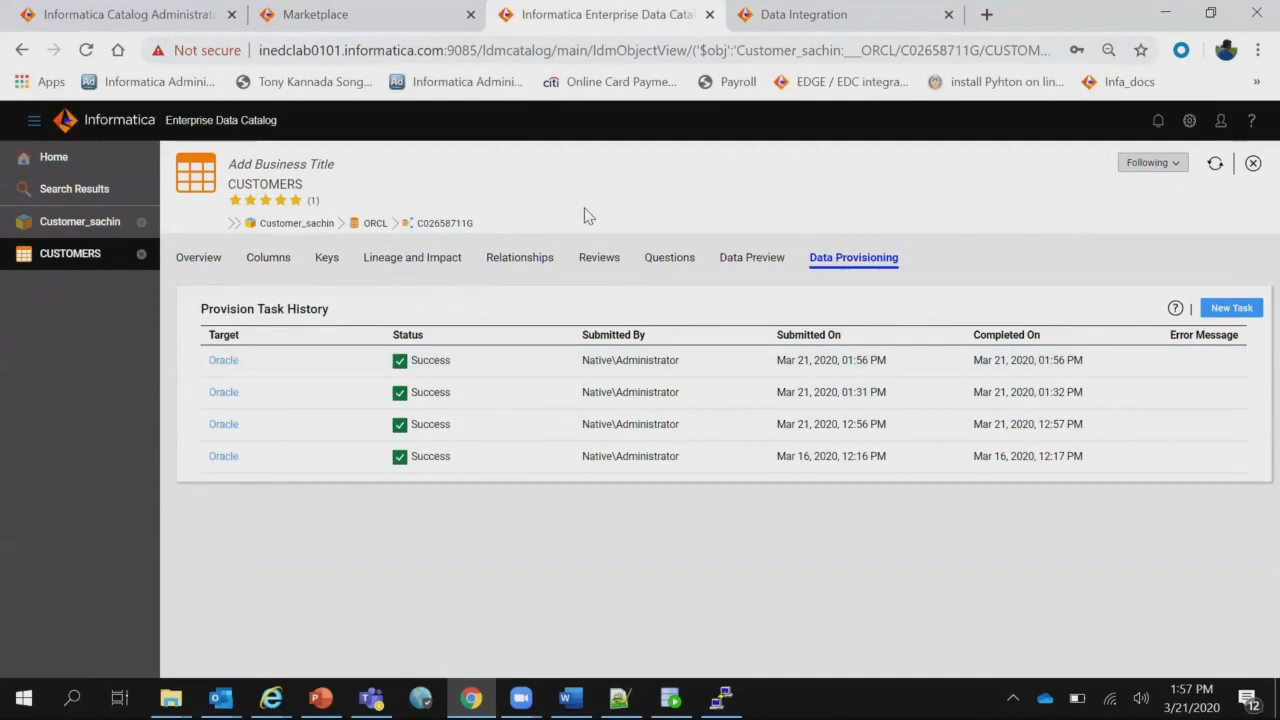 Informatica Catalog Administrat
Marketplace
Informatica Enterprise Data Catal
Data Integration
Not secure
inedclab0101.informatica.com:9085/ldmcatalog/main/ldmObjectView/('$obj':'Customer_sachin:___ORCL/C02658711G/CUSTOM...
Apps
Informatica Admini...
Tony Kannada Song...
Informatica Admini...
citi
Online Card Payme...
Payroll
EDGE / EDC integra...
install Pyhton on lin...
Infa_docs
»
Informatica
Enterprise Data Catalog
?
Home
Search Results
Customer_sachin
CUSTOMERS
Add Business Title
CUSTOMERS
(1)
Customer_sachin
ORCL
C02658711G
Following
Overview
Columns
Keys
Lineage and Impact
Relationships
Reviews
Questions
Data Preview
Data Provisioning
Provision Task History
?
New Task
Target Status Submitted By Submitted On Completed On Error Message
Oracle Success Native\Administrator Mar 21, 2020, 01:56 PM Mar 21, 2020, 01:56 PM
Oracle Success Native\Administrator Mar 21, 2020, 01:31 PM Mar 21, 2020, 01:32 PM
Oracle Success Native\Administrator Mar 21, 2020, 12:56 PM Mar 21, 2020, 12:57 PM
Oracle Success Native\Administrator Mar 16, 2020, 12:16 PM Mar 16, 2020, 12:17 PM
1:57 PM
3/21/2020
12